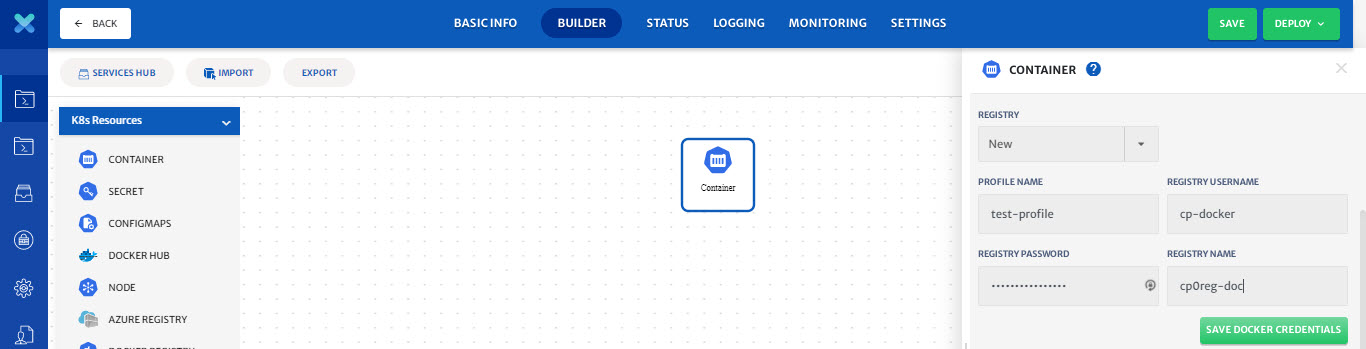 BACK
BASIC INFO
BUILDER
STATUS
LOGGING
MONITORING
SETTINGS
SAVE
DEPLOY
SERVICES HUB
IMPORT
EXPORT
K8s Resources
CONTAINER
SECRET
CONFIGMAPS
DOCKER HUB
NODE
AZURE REGISTRY
DOCKER REGISTRY
Container
CONTAINER
?
REGISTRY
New
PROFILE NAME
REGISTRY USERNAME
test-profile
cp-docker
REGISTRY PASSWORD
REGISTRY NAME
••••••••••••••••
cp0reg-doc
SAVE DOCKER CREDENTIALS